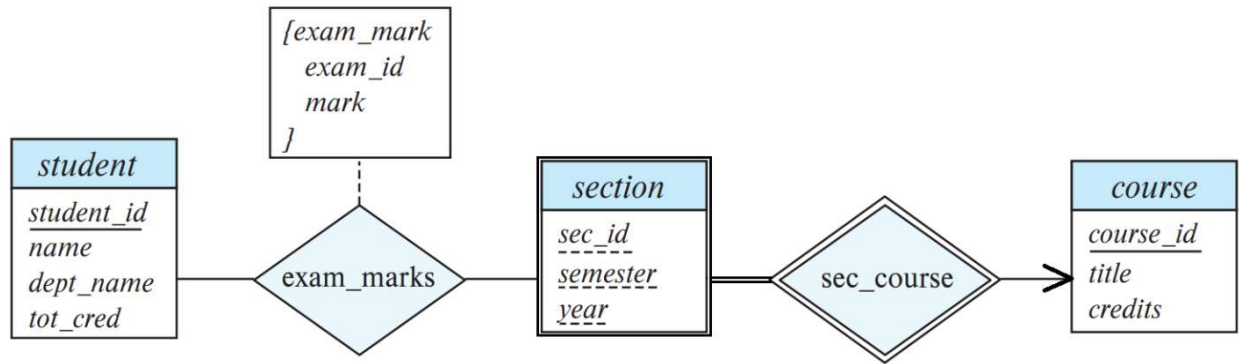 {exam_mark
exam_id
mark
}
student
student_id
name
dept_name
tot_cred
exam_marks
section
sec_id
semester
year
sec_course
course
course_id
title
credits